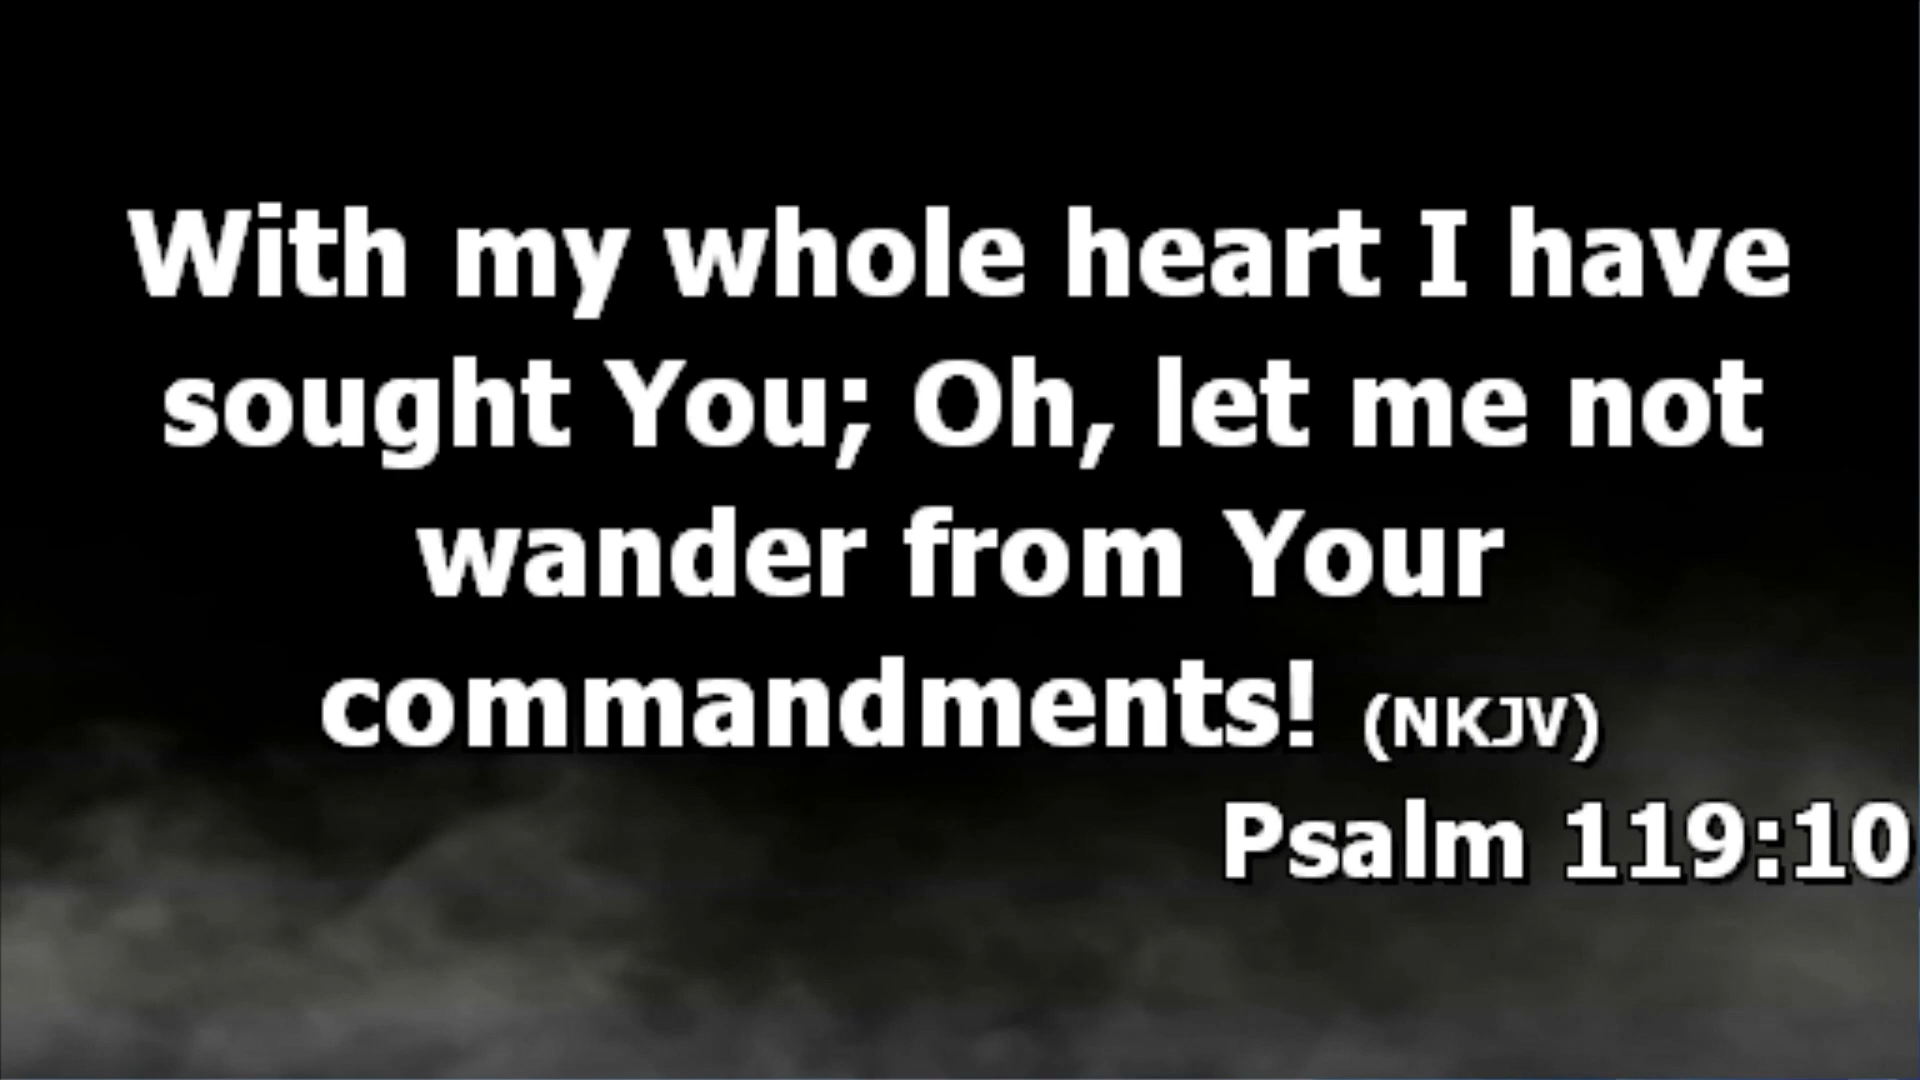 With my whole heart I have
sought You; Oh, let me not
wander from Your
commandments! (NKJV)
Psalm 119:10